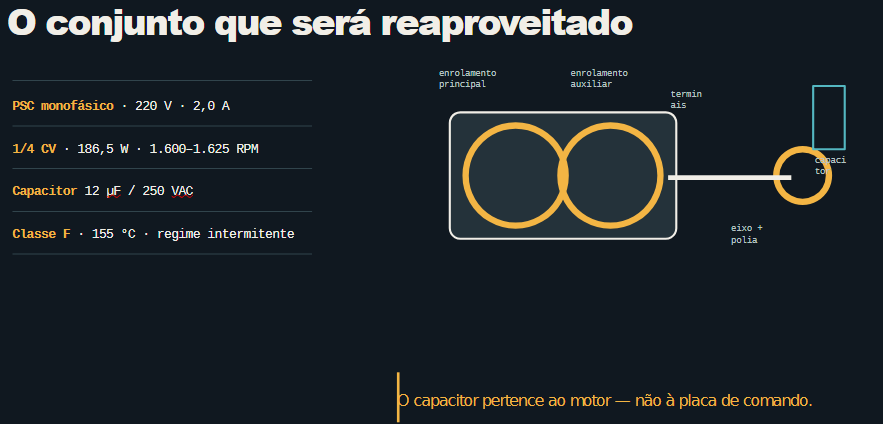 O conjunto que será reaproveitado
PSC monofásico · 220 V · 2,0 A
1/4 CV · 186,5 W · 1.600–1.625 RPM
Capacitor 12 µF / 250 VAC
Classe F · 155 °C · regime intermitente
enrolamento
principal
enrolamento
auxiliar
termin
ais
capaci
tor
eixo +
polia
O capacitor pertence ao motor — não à placa de comando.